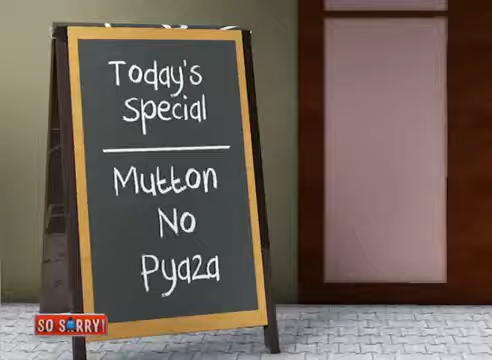 Today's
Special
Mutton
No
Pyaza
SO SORRY!